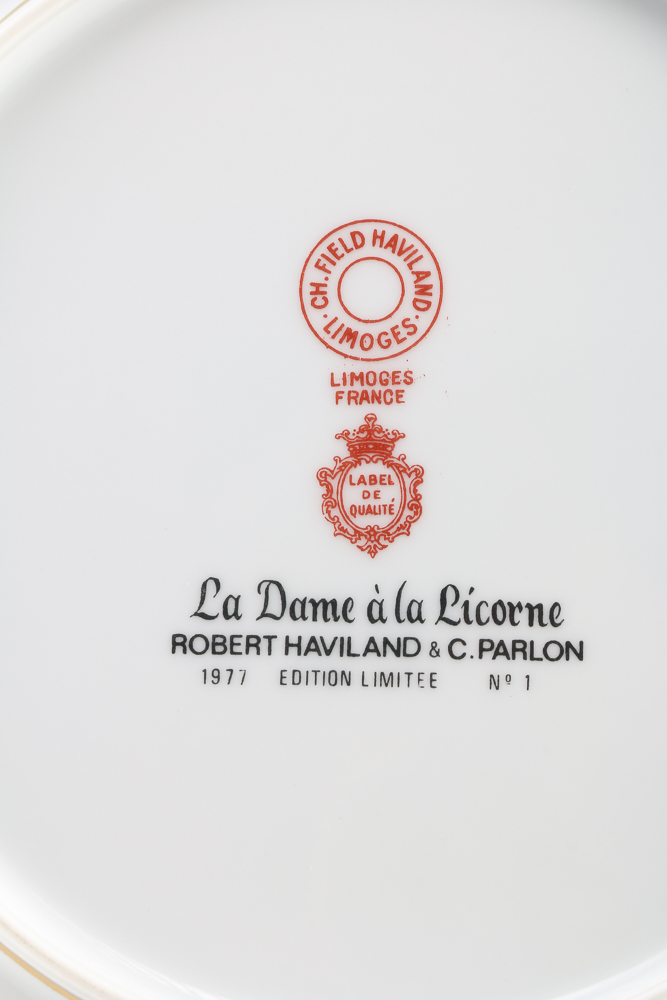 CH. FIELD HAVILAND
· LIMOGES ·
LIMOGES
FRANCE
LABEL
DE
QUALITÉ
La Dame à la Licorne
ROBERT HAVILAND & C. PARLON
1977 EDITION LIMITEE Nº 1